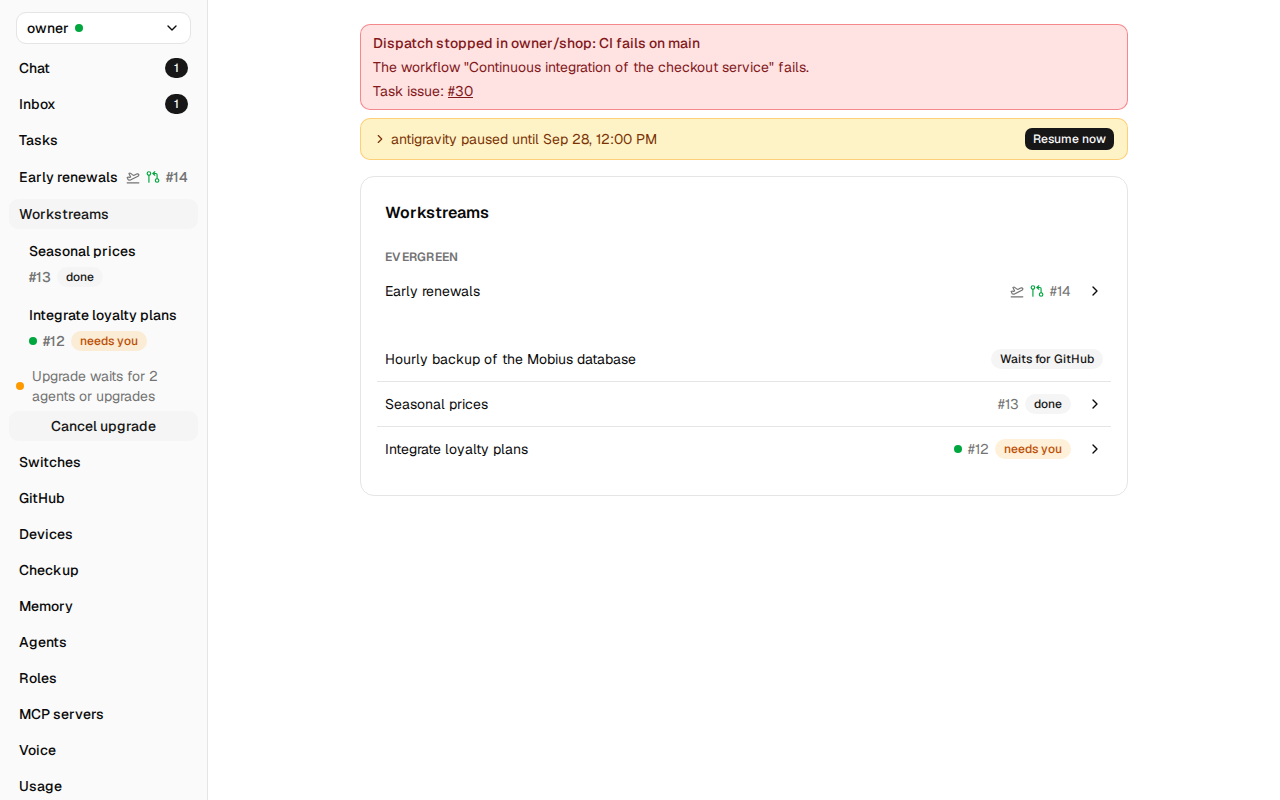 owner
Chat 1
Inbox 1
Tasks
Early renewals #14
Workstreams
Seasonal prices
#13 done
Integrate loyalty plans
#12 needs you
Upgrade waits for 2
agents or upgrades
Cancel upgrade
Switches
GitHub
Devices
Checkup
Memory
Agents
Roles
MCP servers
Voice
Usage
Dispatch stopped in owner/shop: CI fails on main
The workflow "Continuous integration of the checkout service" fails.
Task issue: #30
antigravity paused until Sep 28, 12:00 PM Resume now
Workstreams
EVERGREEN
Early renewals #14
Hourly backup of the Mobius database Waits for GitHub
Seasonal prices #13 done
Integrate loyalty plans #12 needs you